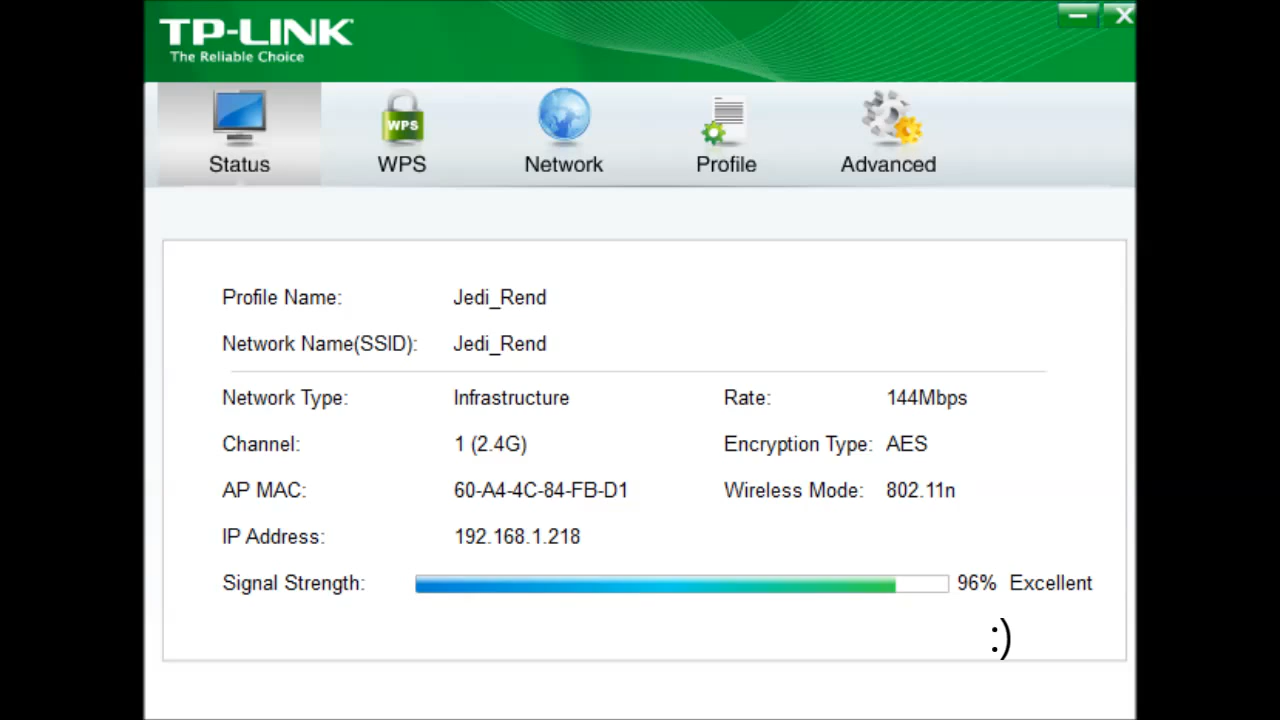 TP-LINK
The Reliable Choice
Status
WPS
WPS
Network
Profile
Advanced
Profile Name: Jedi_Rend
Network Name(SSID): Jedi_Rend
Network Type: Infrastructure Rate: 144Mbps
Channel: 1 (2.4G) Encryption Type: AES
AP MAC: 60-A4-4C-84-FB-D1 Wireless Mode: 802.11n
IP Address: 192.168.1.218
Signal Strength: 96% Excellent
:)